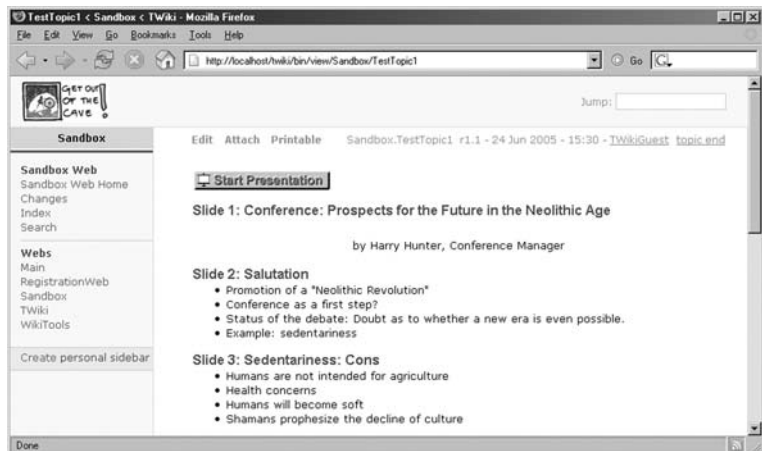 TestTopic1 < Sandbox < TWiki - Mozilla Firefox
File Edit View Go Bookmarks Tools Help
http://localhost/twiki/bin/view/Sandbox/TestTopic1 Go
GET OUT
OF THE
CAVE!
Jump:
Sandbox
Edit Attach Printable Sandbox.TestTopic1 r1.1 - 24 Jun 2005 - 15:30 - TWikiGuest topic end
Sandbox Web
Sandbox Web Home
Changes
Index
Search
Webs
Main
RegistrationWeb
Sandbox
TWiki
WikiTools
Create personal sidebar
Start Presentation
Slide 1: Conference: Prospects for the Future in the Neolithic Age
by Harry Hunter, Conference Manager
Slide 2: Salutation
• Promotion of a "Neolithic Revolution"
• Conference as a first step?
• Status of the debate: Doubt as to whether a new era is even possible.
• Example: sedentariness
Slide 3: Sedentariness: Cons
• Humans are not intended for agriculture
• Health concerns
• Humans will become soft
• Shamans prophesize the decline of culture
Done